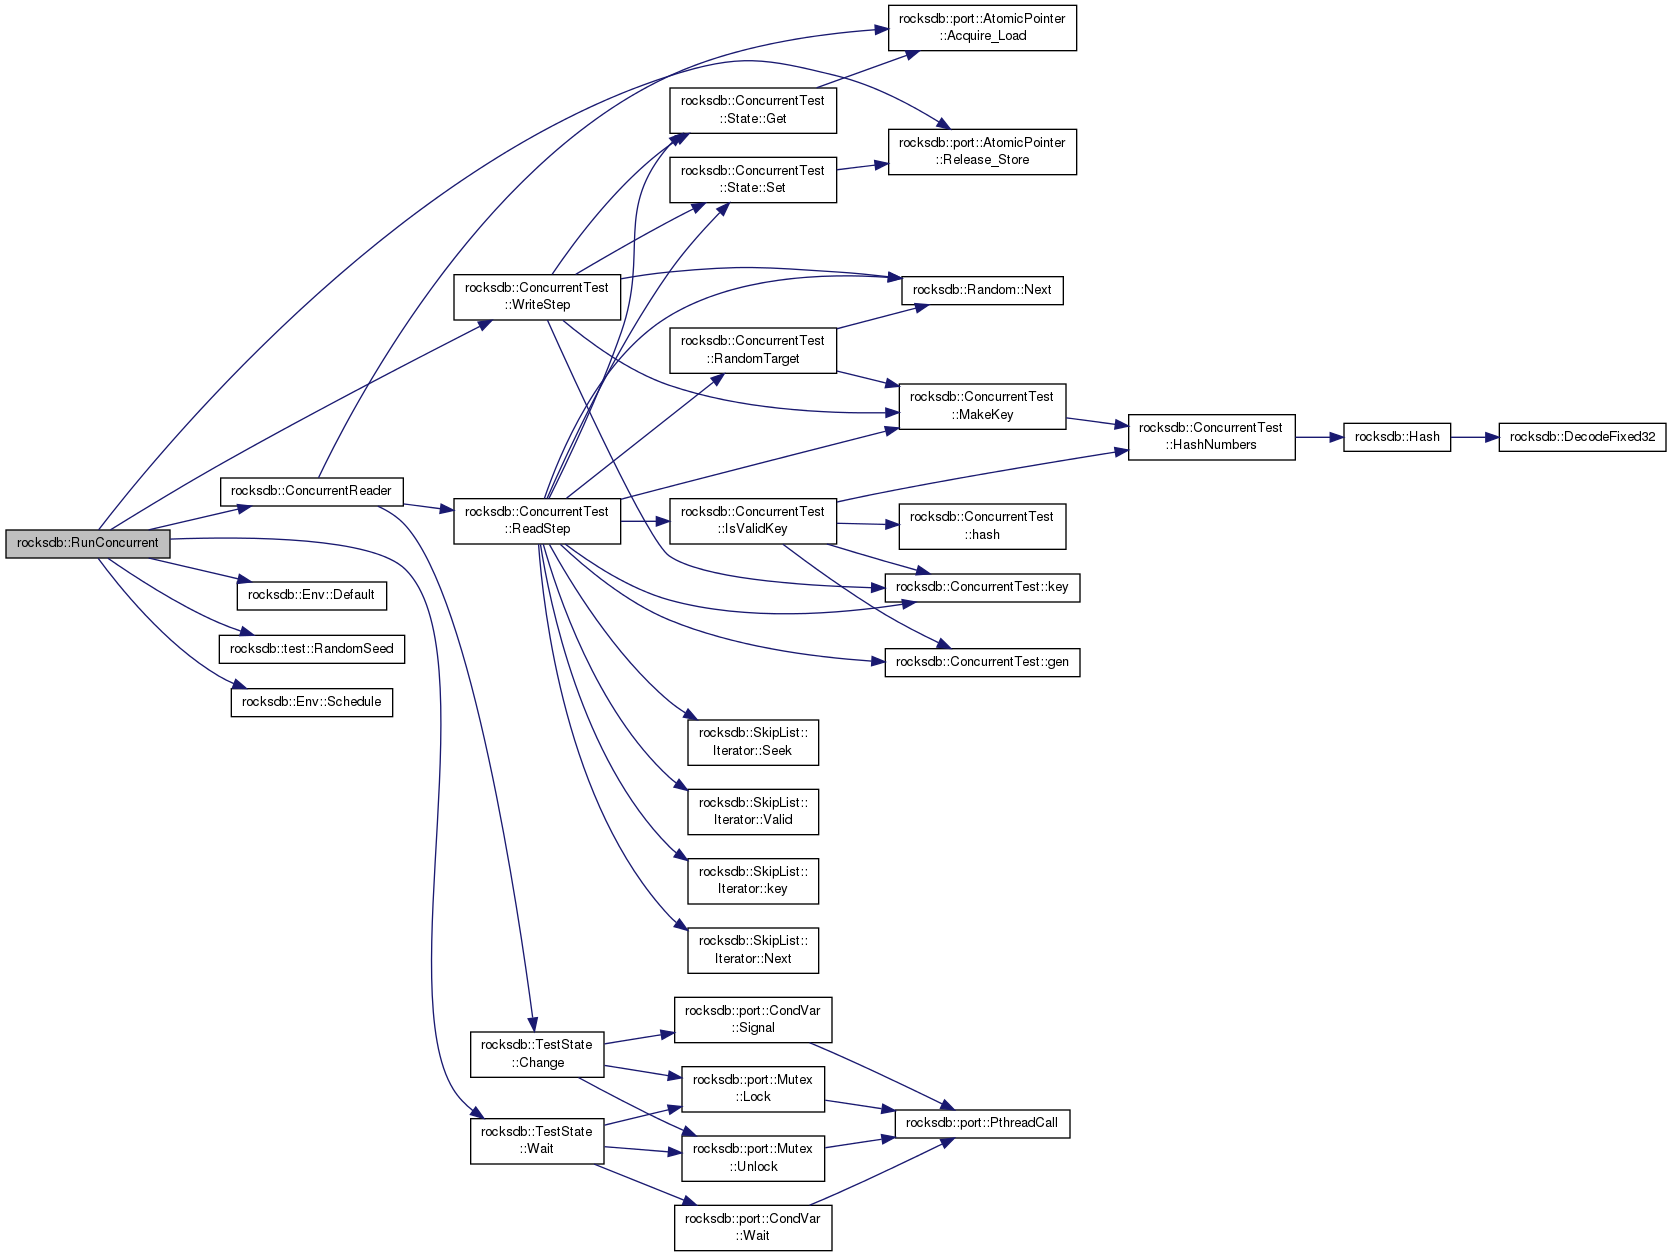 rocksdb::port::AtomicPointer
::Acquire_Load
rocksdb::ConcurrentTest
::State::Get
rocksdb::port::AtomicPointer
::Release_Store
rocksdb::ConcurrentTest
::State::Set
rocksdb::ConcurrentTest
::WriteStep
rocksdb::Random::Next
rocksdb::ConcurrentTest
::RandomTarget
rocksdb::ConcurrentTest
::MakeKey
rocksdb::ConcurrentTest
::HashNumbers
rocksdb::Hash
rocksdb::DecodeFixed32
rocksdb::ConcurrentReader
rocksdb::ConcurrentTest
::ReadStep
rocksdb::ConcurrentTest
::IsValidKey
rocksdb::ConcurrentTest
::hash
rocksdb::RunConcurrent
rocksdb::Env::Default
rocksdb::ConcurrentTest::key
rocksdb::test::RandomSeed
rocksdb::ConcurrentTest::gen
rocksdb::Env::Schedule
rocksdb::SkipList::
Iterator::Seek
rocksdb::SkipList::
Iterator::Valid
rocksdb::SkipList::
Iterator::key
rocksdb::SkipList::
Iterator::Next
rocksdb::port::CondVar
::Signal
rocksdb::TestState
::Change
rocksdb::port::Mutex
::Lock
rocksdb::port::PthreadCall
rocksdb::TestState
::Wait
rocksdb::port::Mutex
::Unlock
rocksdb::port::CondVar
::Wait